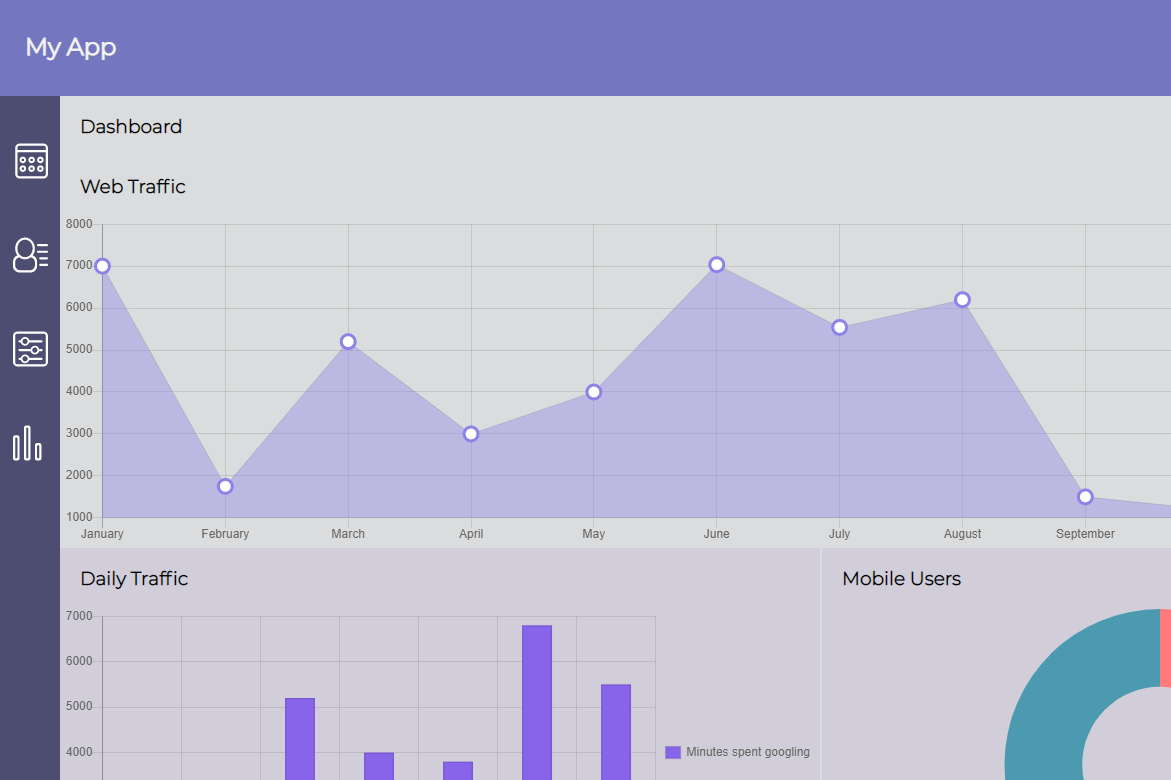 My App
Dashboard
Web Traffic
8000
7000
6000
5000
4000
3000
2000
1000
January February March April May June July August September
Daily Traffic
7000
6000
5000
4000
Minutes spent googling
Mobile Users